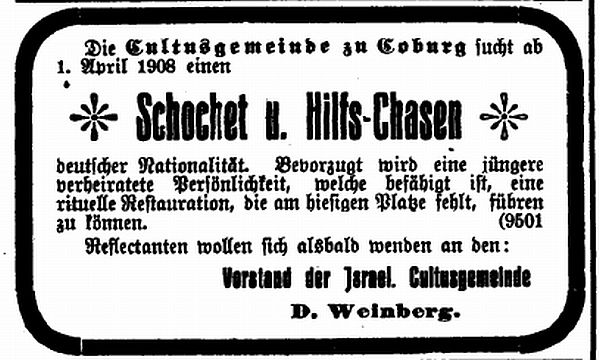 Die Cultusgemeinde zu Coburg sucht ab
1. April 1908 einen
Schochet u. Hilfs-Chasen
deutscher Nationalität. Bevorzugt wird eine jüngere
verheiratete Persönlichkeit, welche befähigt ist, eine
rituelle Restauration, die am hiesigen Platze fehlt, führen
zu können. (9501
Reflectanten wollen sich alsbald wenden an den:
Vorstand der Israel. Cultusgemeinde
D. Weinberg.